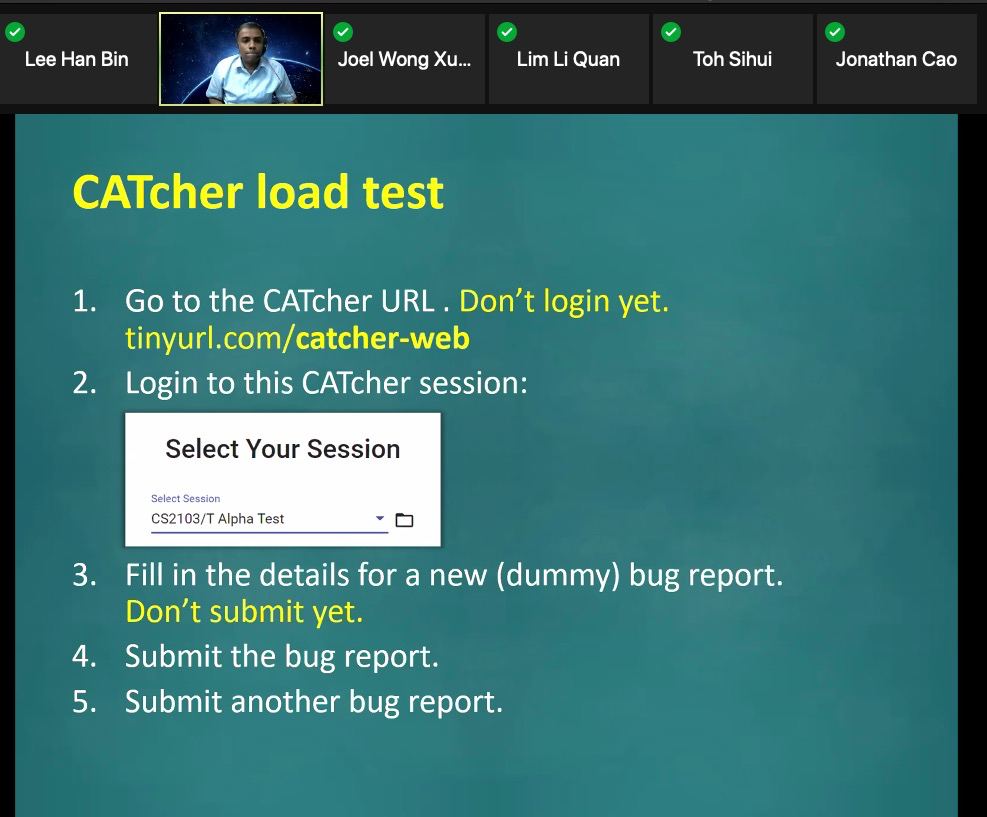 Lee Han Bin
Joel Wong Xu...
Lim Li Quan
Toh Sihui
Jonathan Cao
CATcher load test
1. Go to the CATcher URL . Don’t login yet.
tinyurl.com/catcher-web
2. Login to this CATcher session:
Select Your Session
Select Session
CS2103/T Alpha Test
3. Fill in the details for a new (dummy) bug report.
Don’t submit yet.
4. Submit the bug report.
5. Submit another bug report.